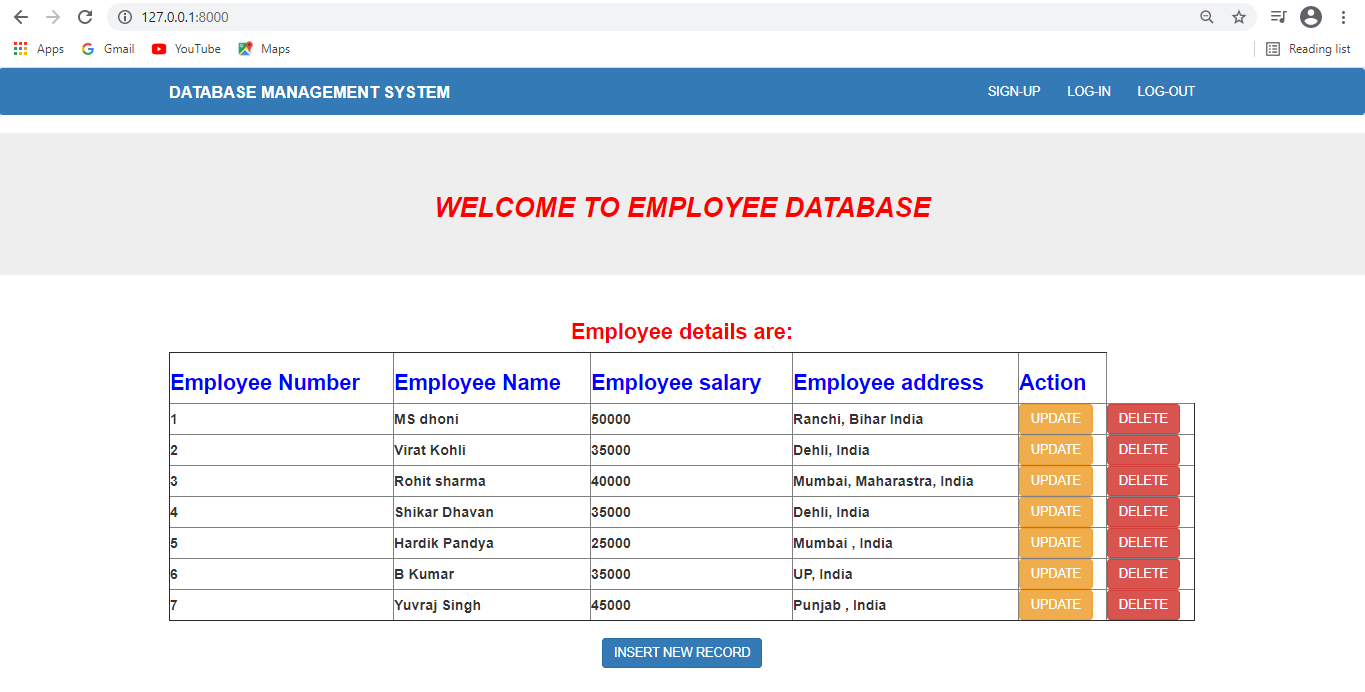 127.0.0.1:8000
Apps Gmail YouTube Maps Reading list
DATABASE MANAGEMENT SYSTEM SIGN-UP LOG-IN LOG-OUT
WELCOME TO EMPLOYEE DATABASE
Employee details are:
Employee Number Employee Name Employee salary Employee address Action
1 MS dhoni 50000 Ranchi, Bihar India UPDATE DELETE
2 Virat Kohli 35000 Dehli, India UPDATE DELETE
3 Rohit sharma 40000 Mumbai, Maharastra, India UPDATE DELETE
4 Shikar Dhavan 35000 Dehli, India UPDATE DELETE
5 Hardik Pandya 25000 Mumbai , India UPDATE DELETE
6 B Kumar 35000 UP, India UPDATE DELETE
7 Yuvraj Singh 45000 Punjab , India UPDATE DELETE
INSERT NEW RECORD